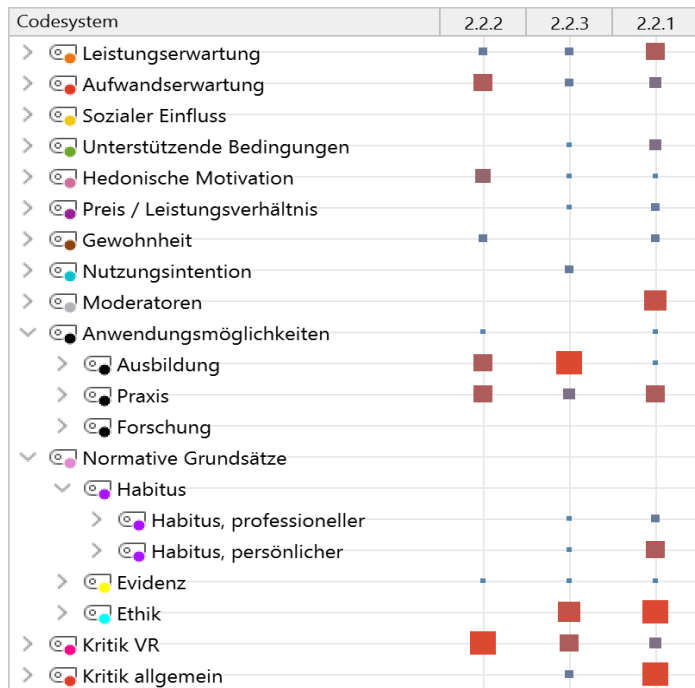 Codesystem 2.2.2 2.2.3 2.2.1
Leistungserwartung
Aufwandserwartung
Sozialer Einfluss
Unterstützende Bedingungen
Hedonische Motivation
Preis / Leistungsverhältnis
Gewohnheit
Nutzungsintention
Moderatoren
Anwendungsmöglichkeiten
Ausbildung
Praxis
Forschung
Normative Grundsätze
Habitus
Habitus, professioneller
Habitus, persönlicher
Evidenz
Ethik
Kritik VR
Kritik allgemein